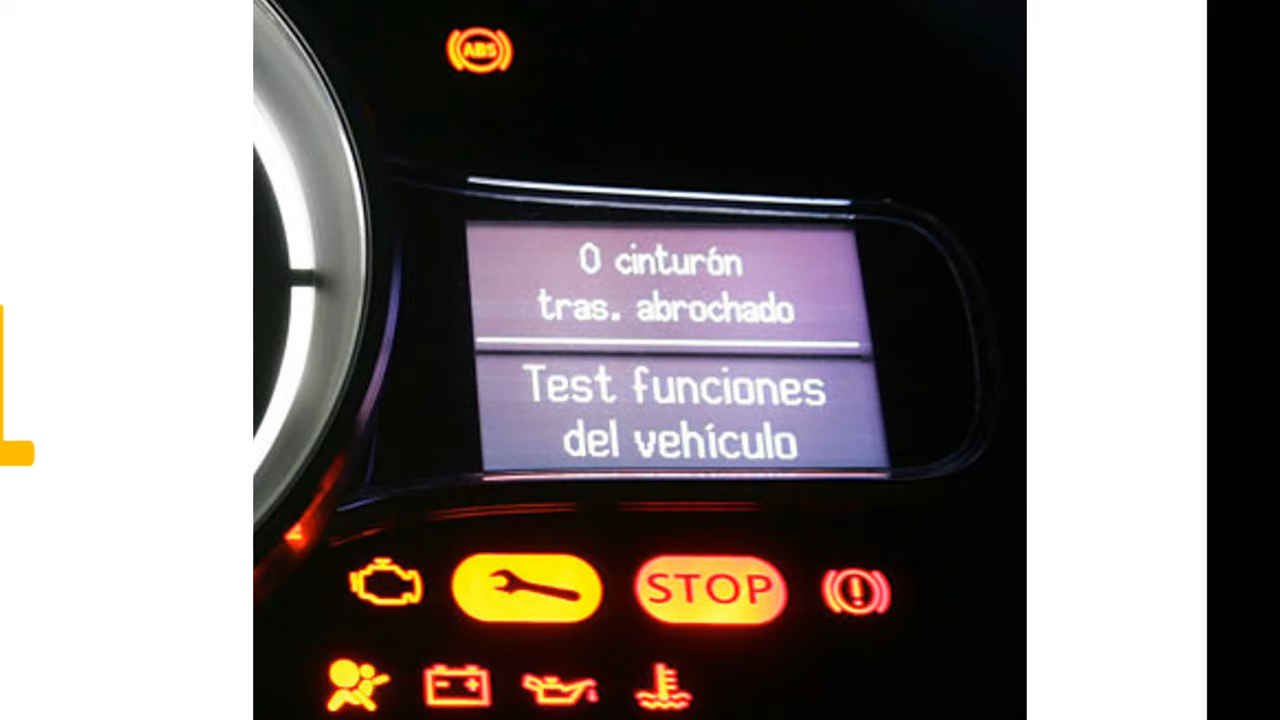 ABS
0 cinturón
tras. abrochado
Test funciones
del vehículo
STOP